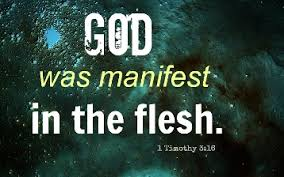 GOD
was manifest
in the flesh.
1 Timothy 3:16